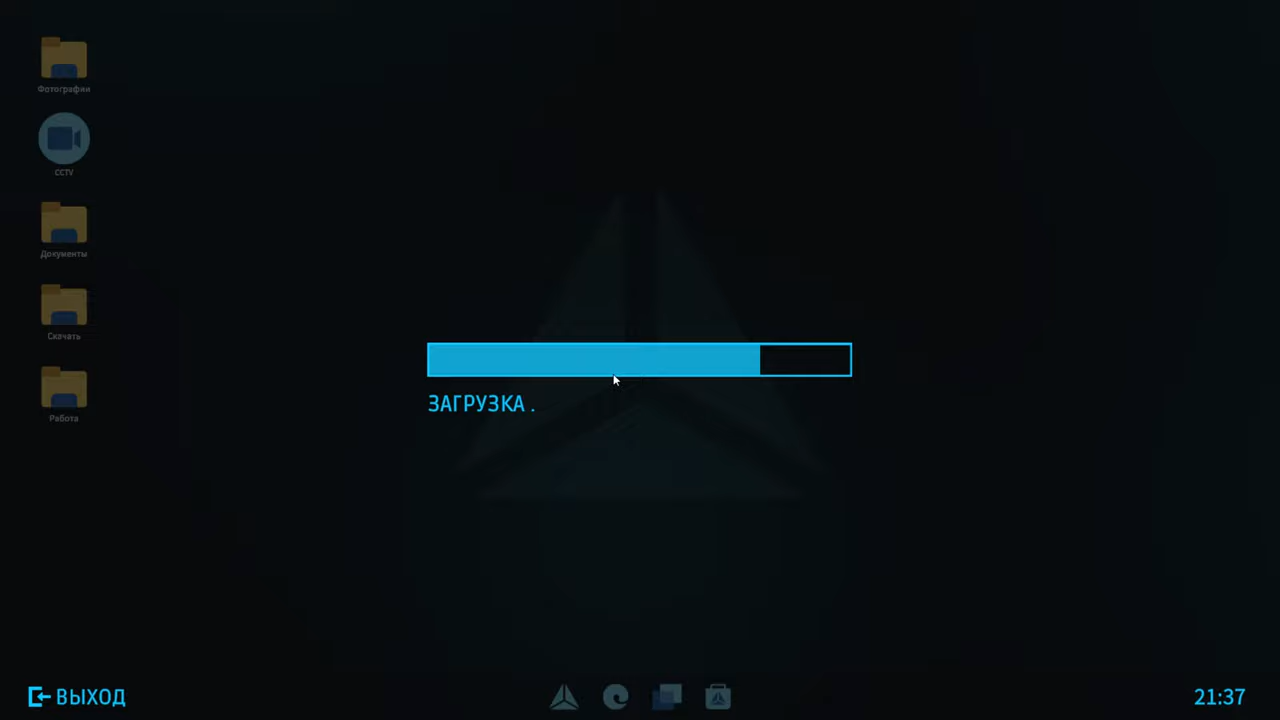 Фотографии
CCTV
Документы
Скачать
Работа
ЗАГРУЗКА .
ВЫХОД
21:37